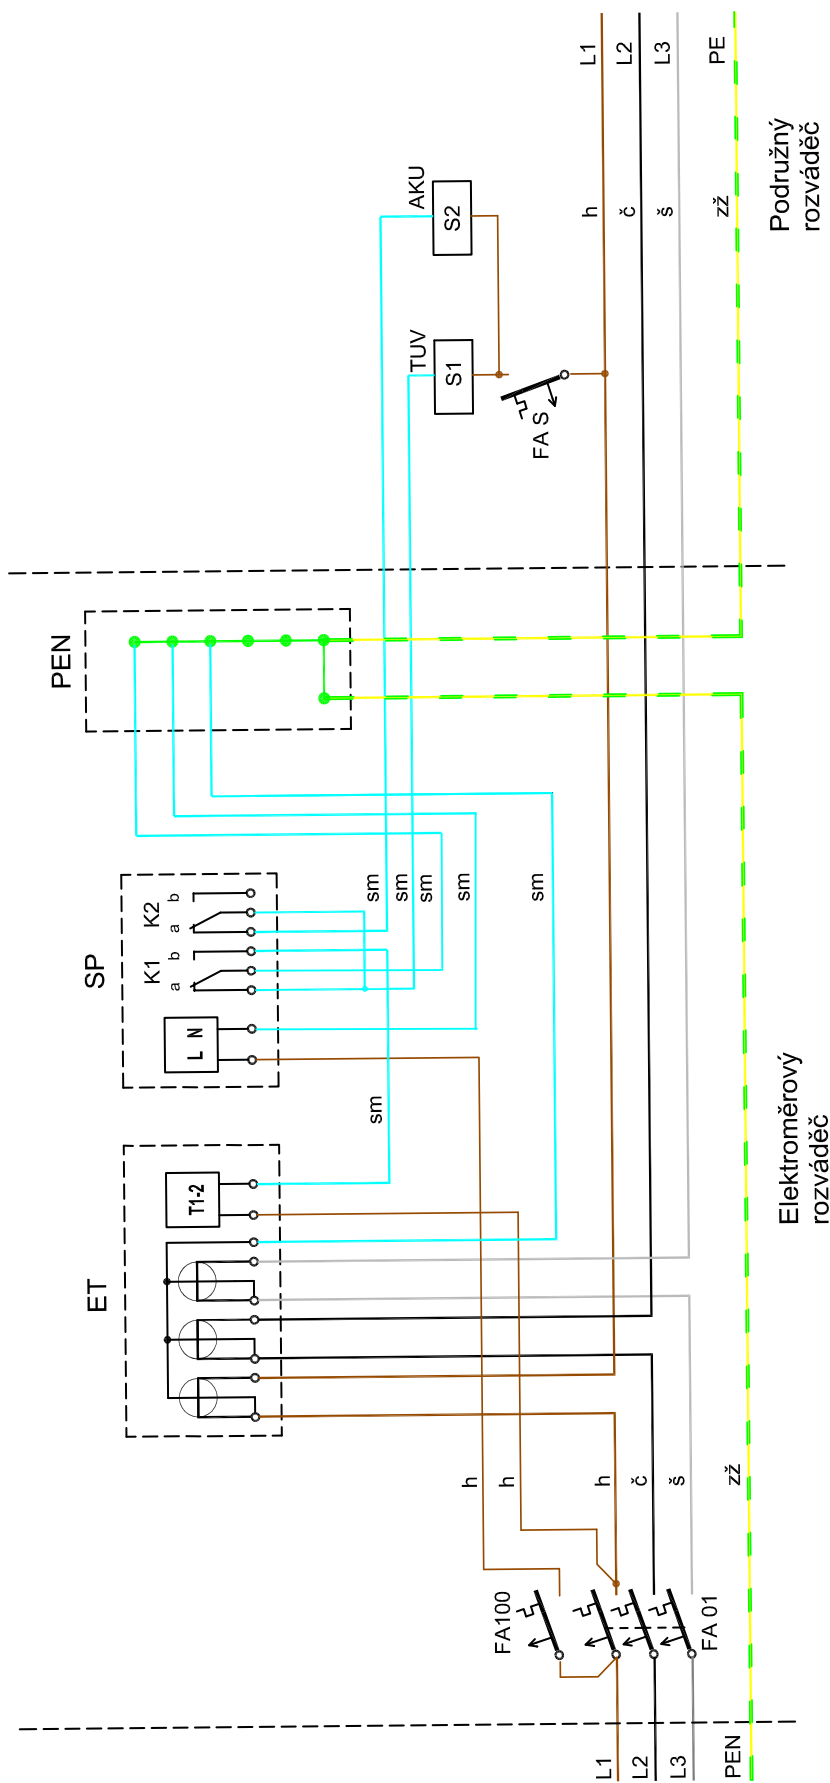 ET
SP
PEN
T1-2
L N
K1
a
b
K2
a
b
TUV
S1
AKU
S2
FA S
sm
sm
sm
sm
sm
sm
h
h
h
č
š
zž
h
č
š
zž
FA100
FA 01
L1
L2
L3
PEN
L1
L2
L3
PE
Elektroměrový
rozváděč
Podružný
rozváděč